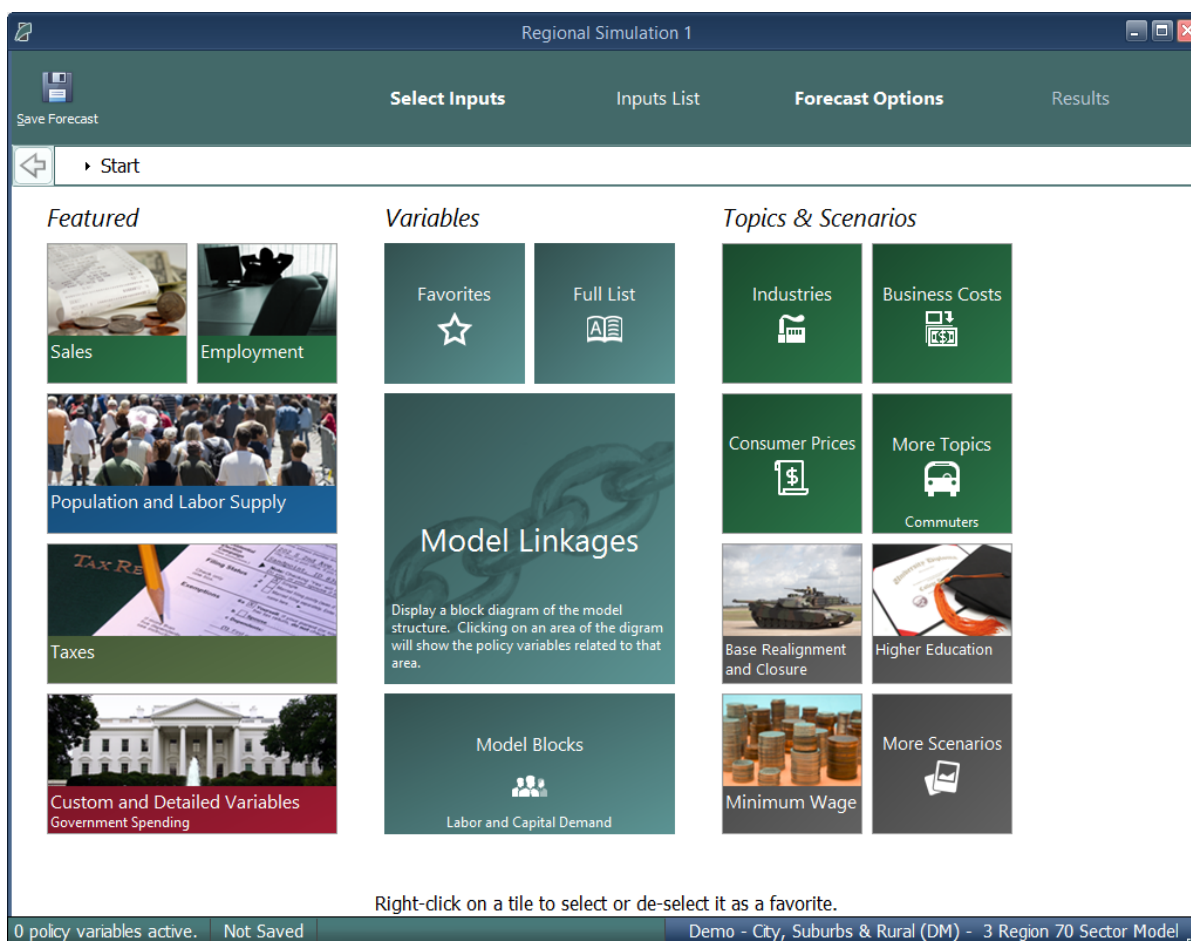 Regional Simulation 1
Save Forecast
Select Inputs
Inputs List
Forecast Options
Results
Start
Featured
Variables
Topics & Scenarios
Sales
Employment
Favorites
Full List
Industries
Business Costs
Population and Labor Supply
Model Linkages
Display a block diagram of the model
structure. Clicking on an area of the digram
will show the policy variables related to that
area.
Consumer Prices
More Topics
Commuters
TAX RE
Filing Status
Exemptions
Taxes
Base Realignment
and Closure
Higher Education
Custom and Detailed Variables
Government Spending
Model Blocks
Labor and Capital Demand
Minimum Wage
More Scenarios
Right-click on a tile to select or de-select it as a favorite.
0 policy variables active.
Not Saved
Demo - City, Suburbs & Rural (DM) - 3 Region 70 Sector Model